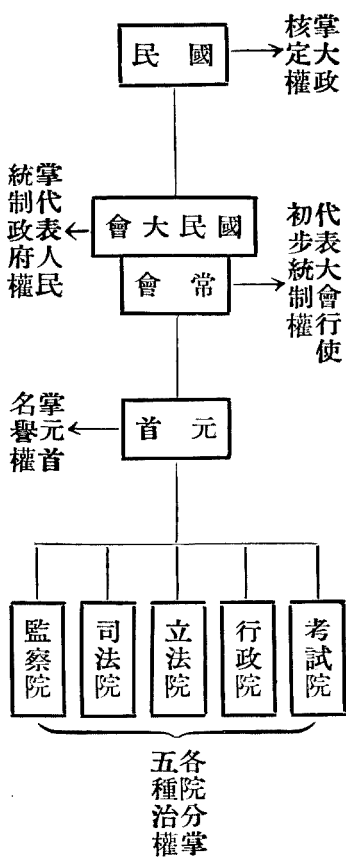 國民
掌大政
核定權
國民大會
掌代表人民
統制政府權
常會
代表大會行使
初步統制權
元首
掌元首
名譽權
考試院
行政院
立法院
司法院
監察院
各院分掌
五種治權